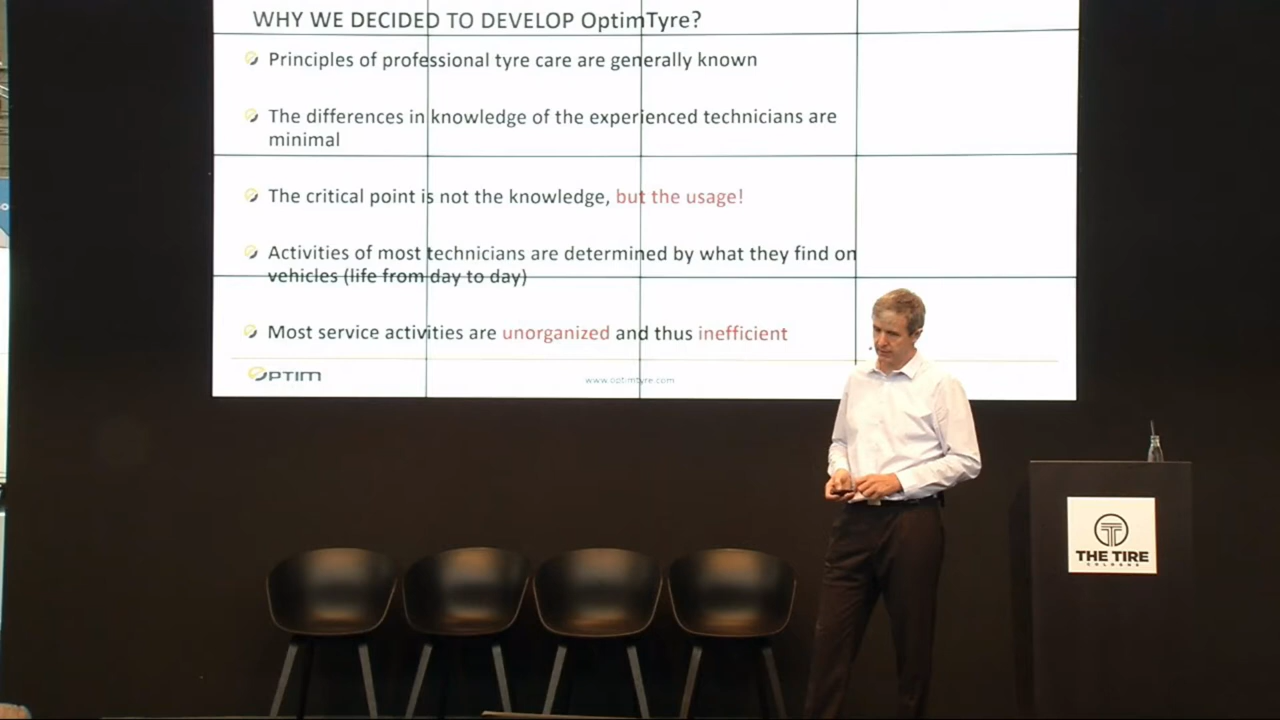 WHY WE DECIDED TO DEVELOP OptimTyre?
Principles of professional tyre care are generally known
The differences in knowledge of the experienced technicians are
minimal
The critical point is not the knowledge, but the usage!
Activities of most technicians are determined by what they find on
vehicles (life from day to day)
Most service activities are unorganized and thus inefficient
OPTIM
www.optimtyre.com
THE TIRE
COLOGNE